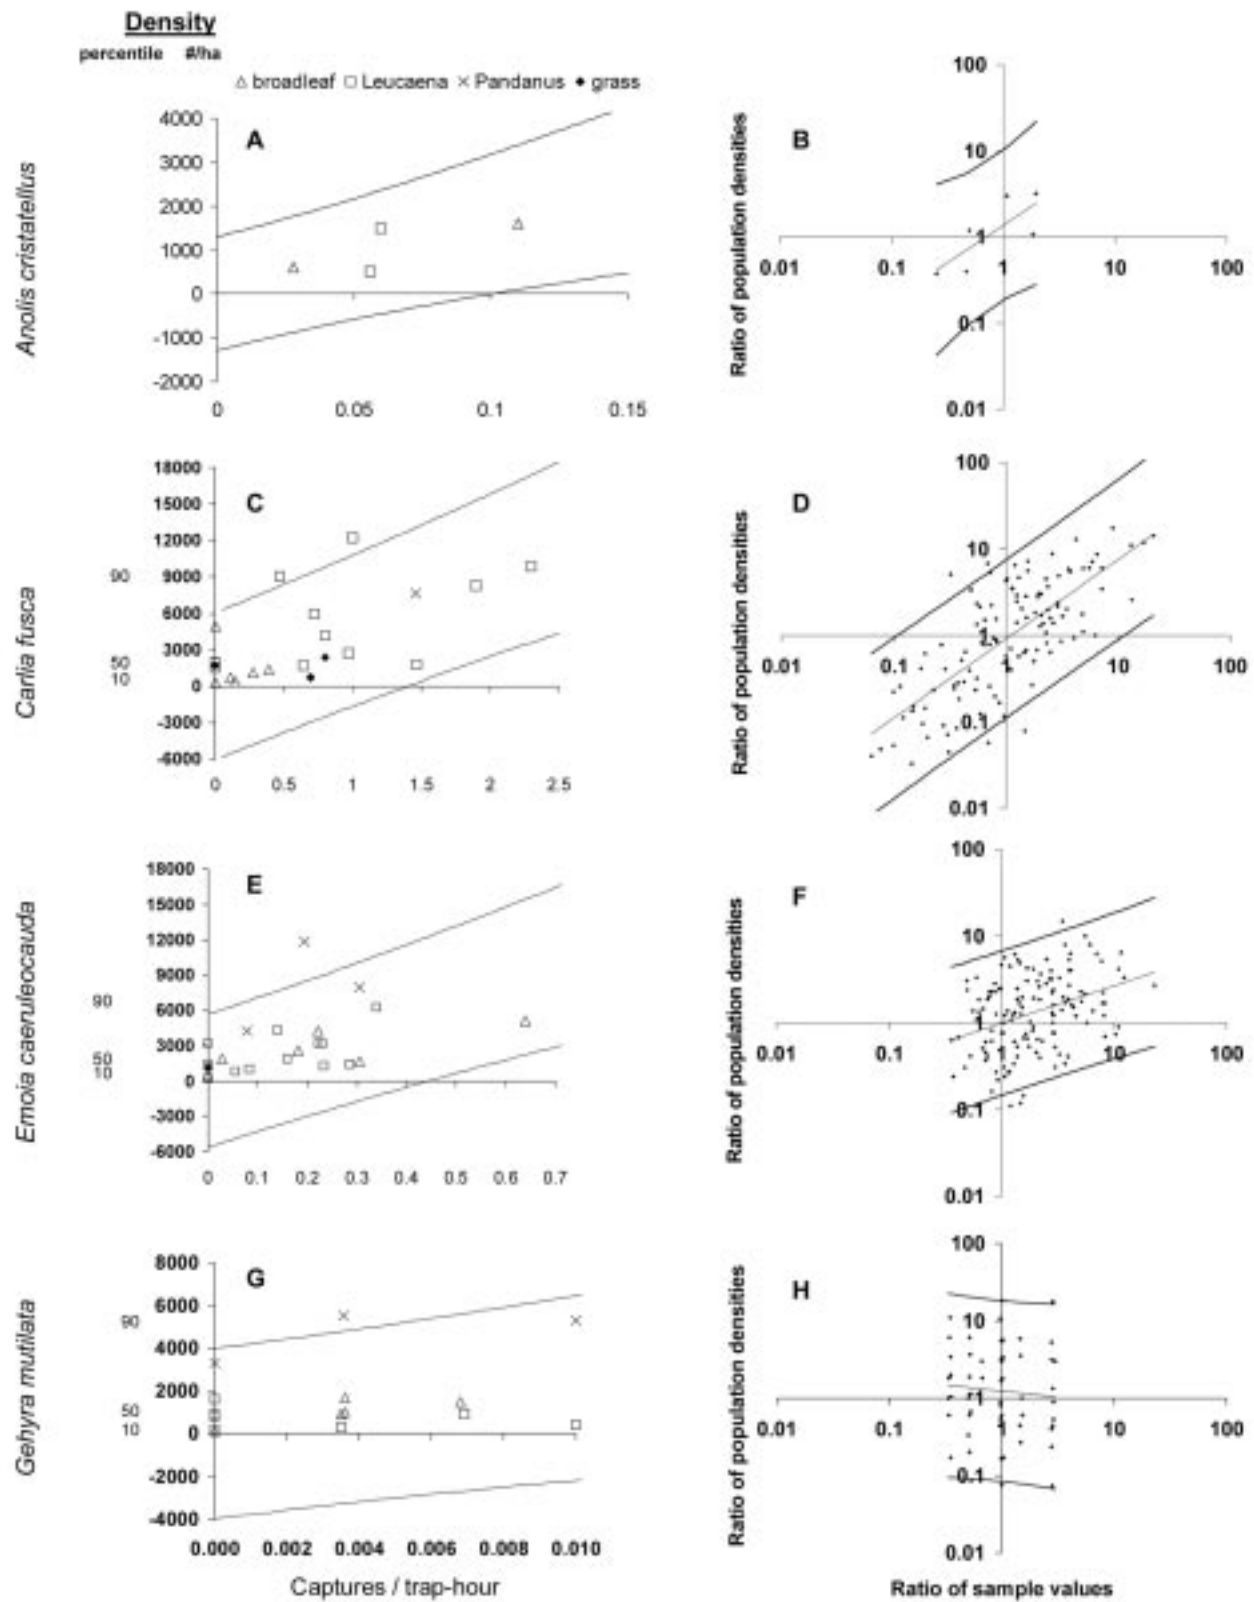 Density
percentile #/ha
△ broadleaf □ Leucaena × Pandanus ◆ grass
Anolis cristatellus
A
4000
3000
2000
1000
0
-1000
-2000
0 0.05 0.1 0.15
Ratio of population densities
B
100
10
1
0.1
0.01
0.01 0.1 1 10 100
Carlia fusca
90
50
10
C
18000
15000
12000
9000
6000
3000
0
-3000
-6000
0 0.5 1 1.5 2 2.5
Ratio of population densities
D
100
10
1
0.1
0.01
0.01 0.1 1 10 100
Emoia caeruleocauda
90
50
10
E
18000
15000
12000
9000
6000
3000
0
-3000
-6000
0 0.1 0.2 0.3 0.4 0.5 0.6 0.7
Ratio of population densities
F
100
10
1
0.1
0.01
0.01 0.1 1 10 100
Gehyra mutilata
90
50
10
G
8000
6000
4000
2000
0
-2000
-4000
0.000 0.002 0.004 0.006 0.008 0.010
Captures / trap-hour
Ratio of population densities
H
100
10
1
0.1
0.01
0.01 0.1 1 10 100
Ratio of sample values